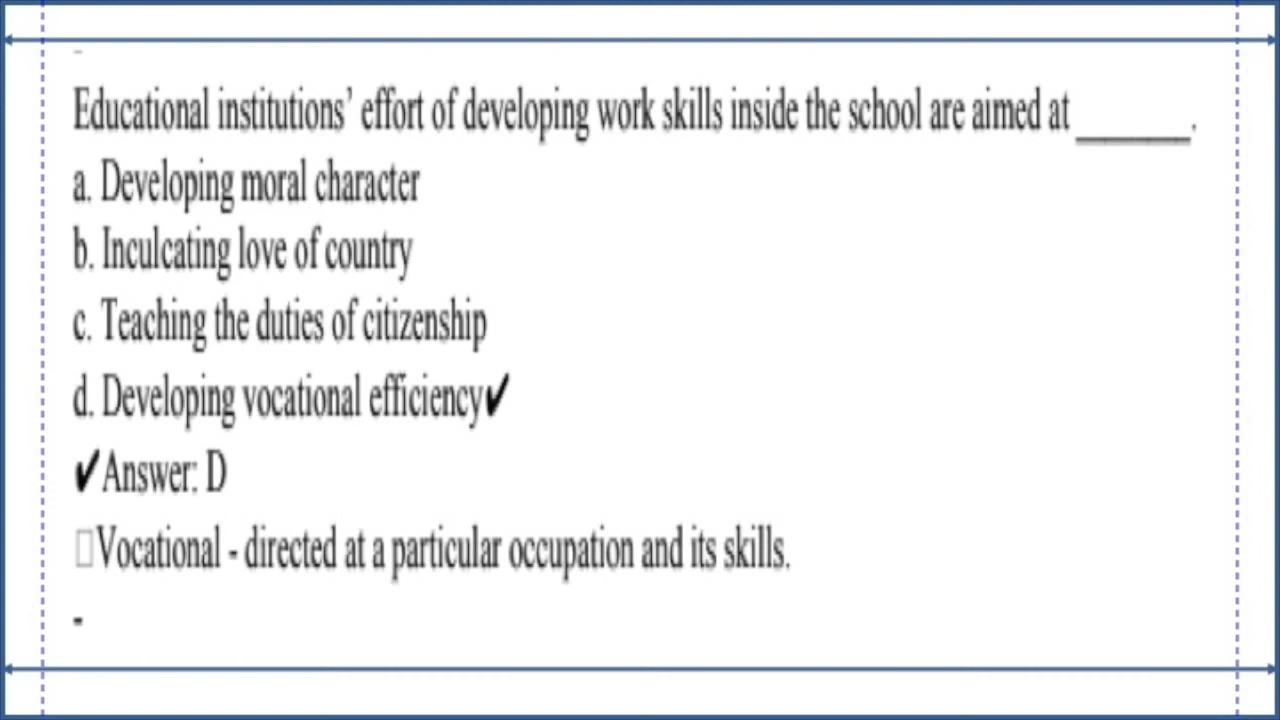 -
Educational institutions’ effort of developing work skills inside the school are aimed at _______.
a. Developing moral character
b. Inculcating love of country
c. Teaching the duties of citizenship
d. Developing vocational efficiency✔
✔Answer: D
Vocational - directed at a particular occupation and its skills.
-